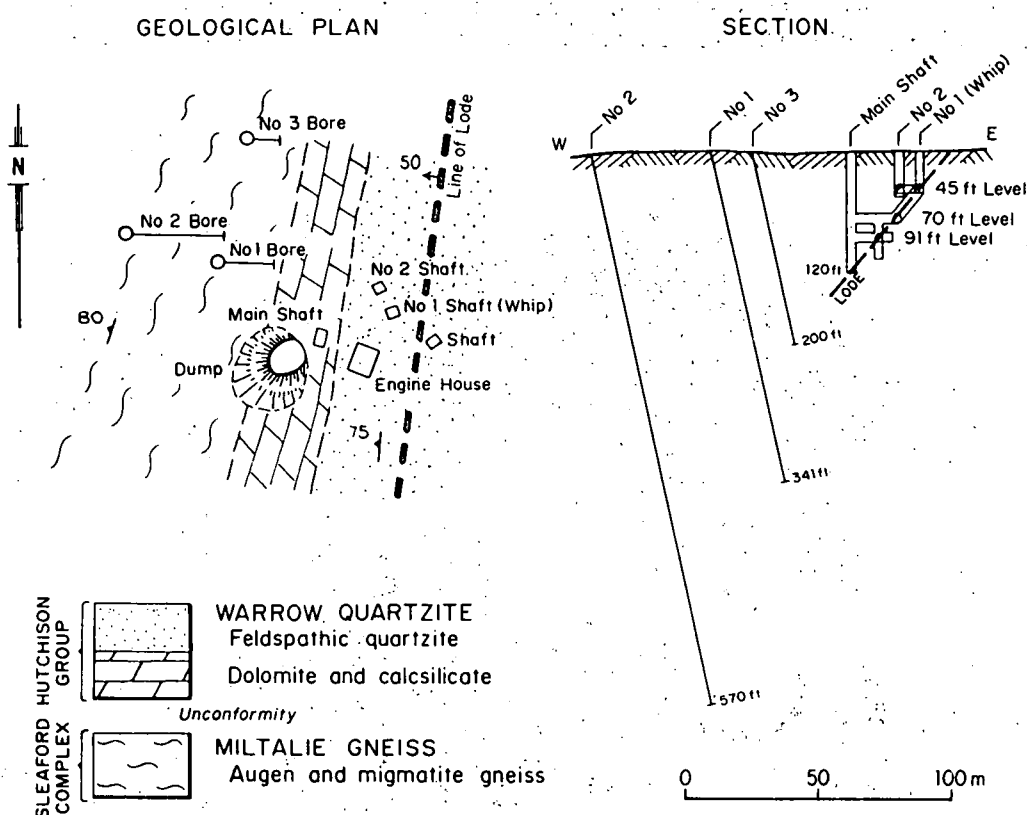 GEOLOGICAL PLAN
N
No 3 Bore
No 2 Bore
No 1 Bore
50
Line of Lode
No 2 Shaft
No 1 Shaft (Whip)
Main Shaft
Shaft
80
Dump
Engine House
75
SECTION
No 2
No 1
No 3
Main Shaft
No 2
No 1 (Whip)
W
E
45 ft Level
70 ft Level
91 ft Level
120 ft
LODE
200 ft
341 ft
570 ft
HUTCHISON
GROUP
WARROW QUARTZITE
Feldspathic quartzite
Dolomite and calcsilicate
Unconformity
SLEAFORD
COMPLEX
MILTALIE GNEISS
Augen and migmatite gneiss
0 50 100 m